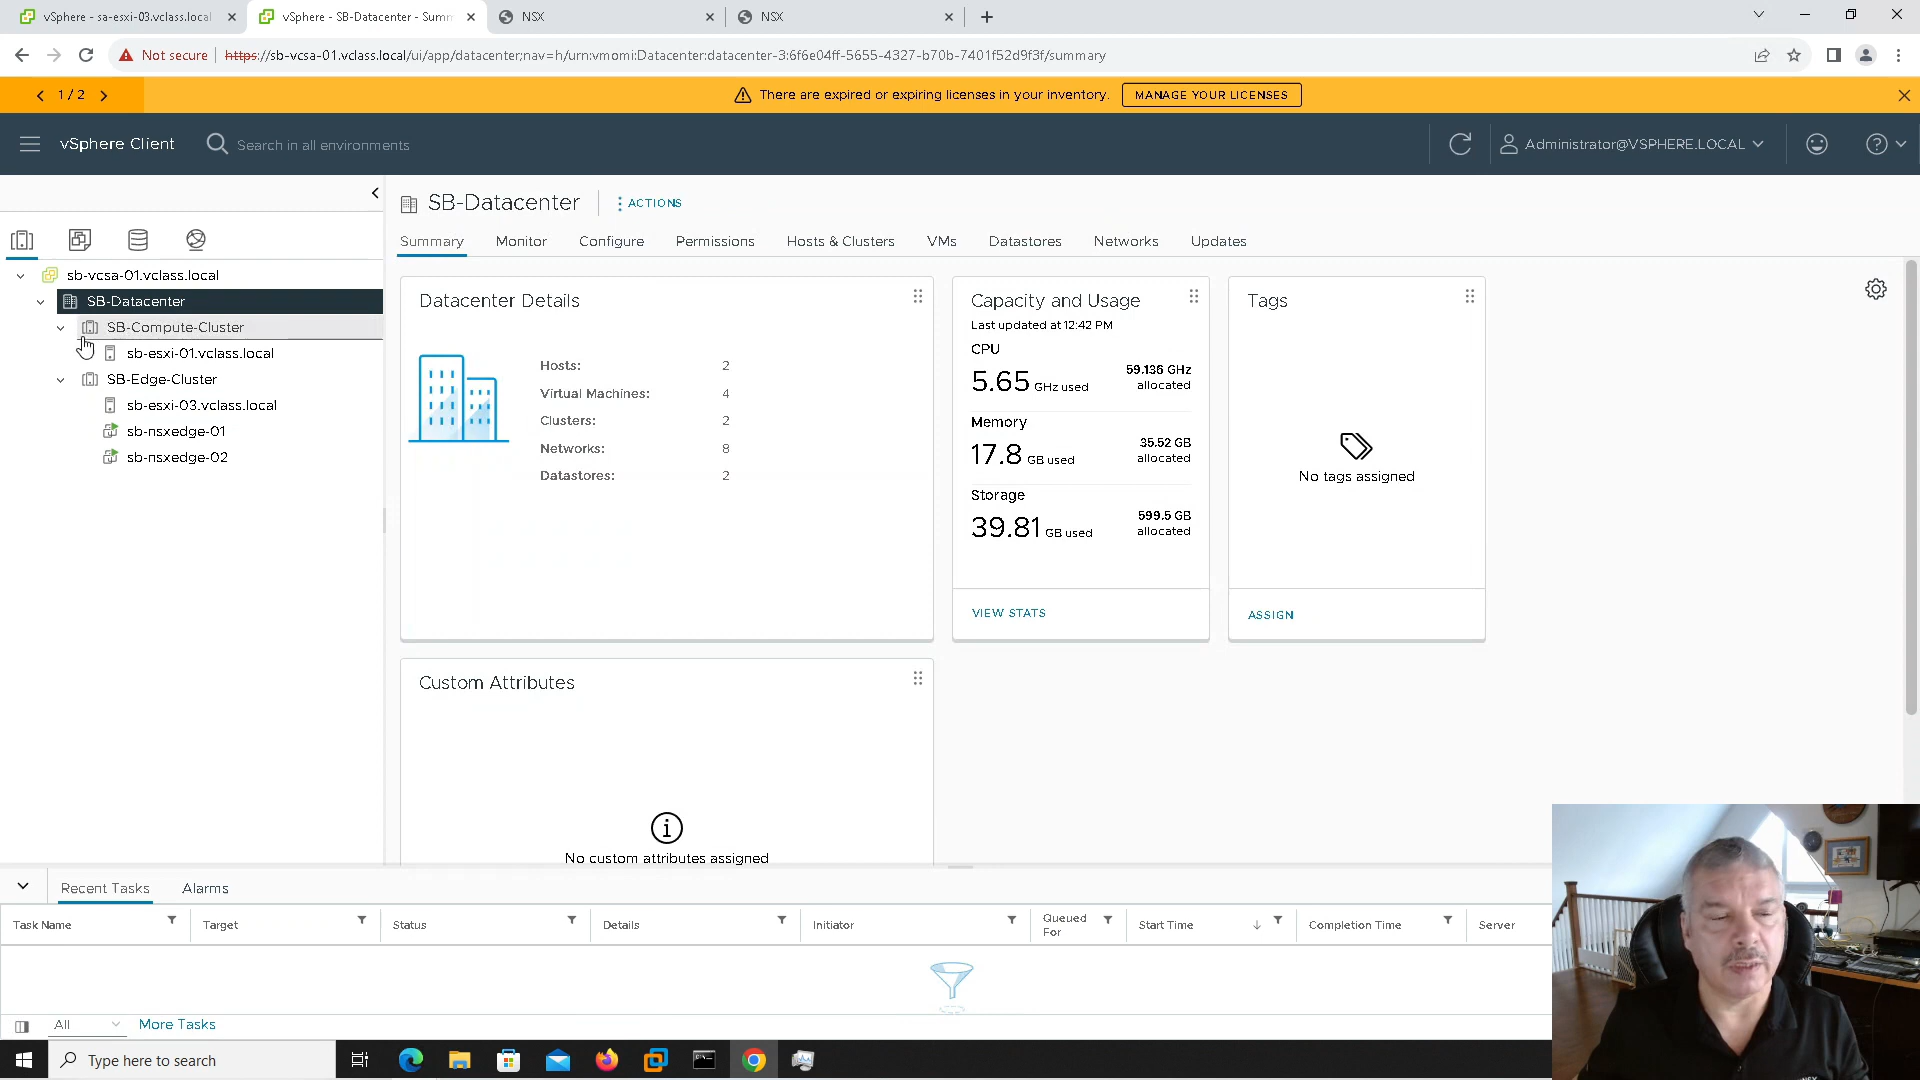 vSphere - sa-esxi-03.vclass.local
vSphere - SB-Datacenter - Summ
NSX
NSX
Not secure
https://sb-vcsa-01.vclass.local/ui/app/datacenter;nav=h/urn:vmomi:Datacenter:datacenter-3:6f6e04ff-5655-4327-b70b-7401f52d9f3f/summary
1 / 2
There are expired or expiring licenses in your inventory.
MANAGE YOUR LICENSES
vSphere Client
Search in all environments
Administrator@VSPHERE.LOCAL
SB-Datacenter
ACTIONS
Summary
Monitor
Configure
Permissions
Hosts & Clusters
VMs
Datastores
Networks
Updates
sb-vcsa-01.vclass.local
SB-Datacenter
SB-Compute-Cluster
sb-esxi-01.vclass.local
SB-Edge-Cluster
sb-esxi-03.vclass.local
sb-nsxedge-01
sb-nsxedge-02
Datacenter Details
Hosts: 2
Virtual Machines: 4
Clusters: 2
Networks: 8
Datastores: 2
Capacity and Usage
Last updated at 12:42 PM
CPU
5.65 GHz used
59.136 GHz
allocated
Memory
17.8 GB used
35.52 GB
allocated
Storage
39.81 GB used
599.5 GB
allocated
VIEW STATS
Tags
No tags assigned
ASSIGN
Custom Attributes
No custom attributes assigned
Recent Tasks
Alarms
Task Name
Target
Status
Details
Initiator
Queued
For
Start Time
Completion Time
Server
All
More Tasks
Type here to search